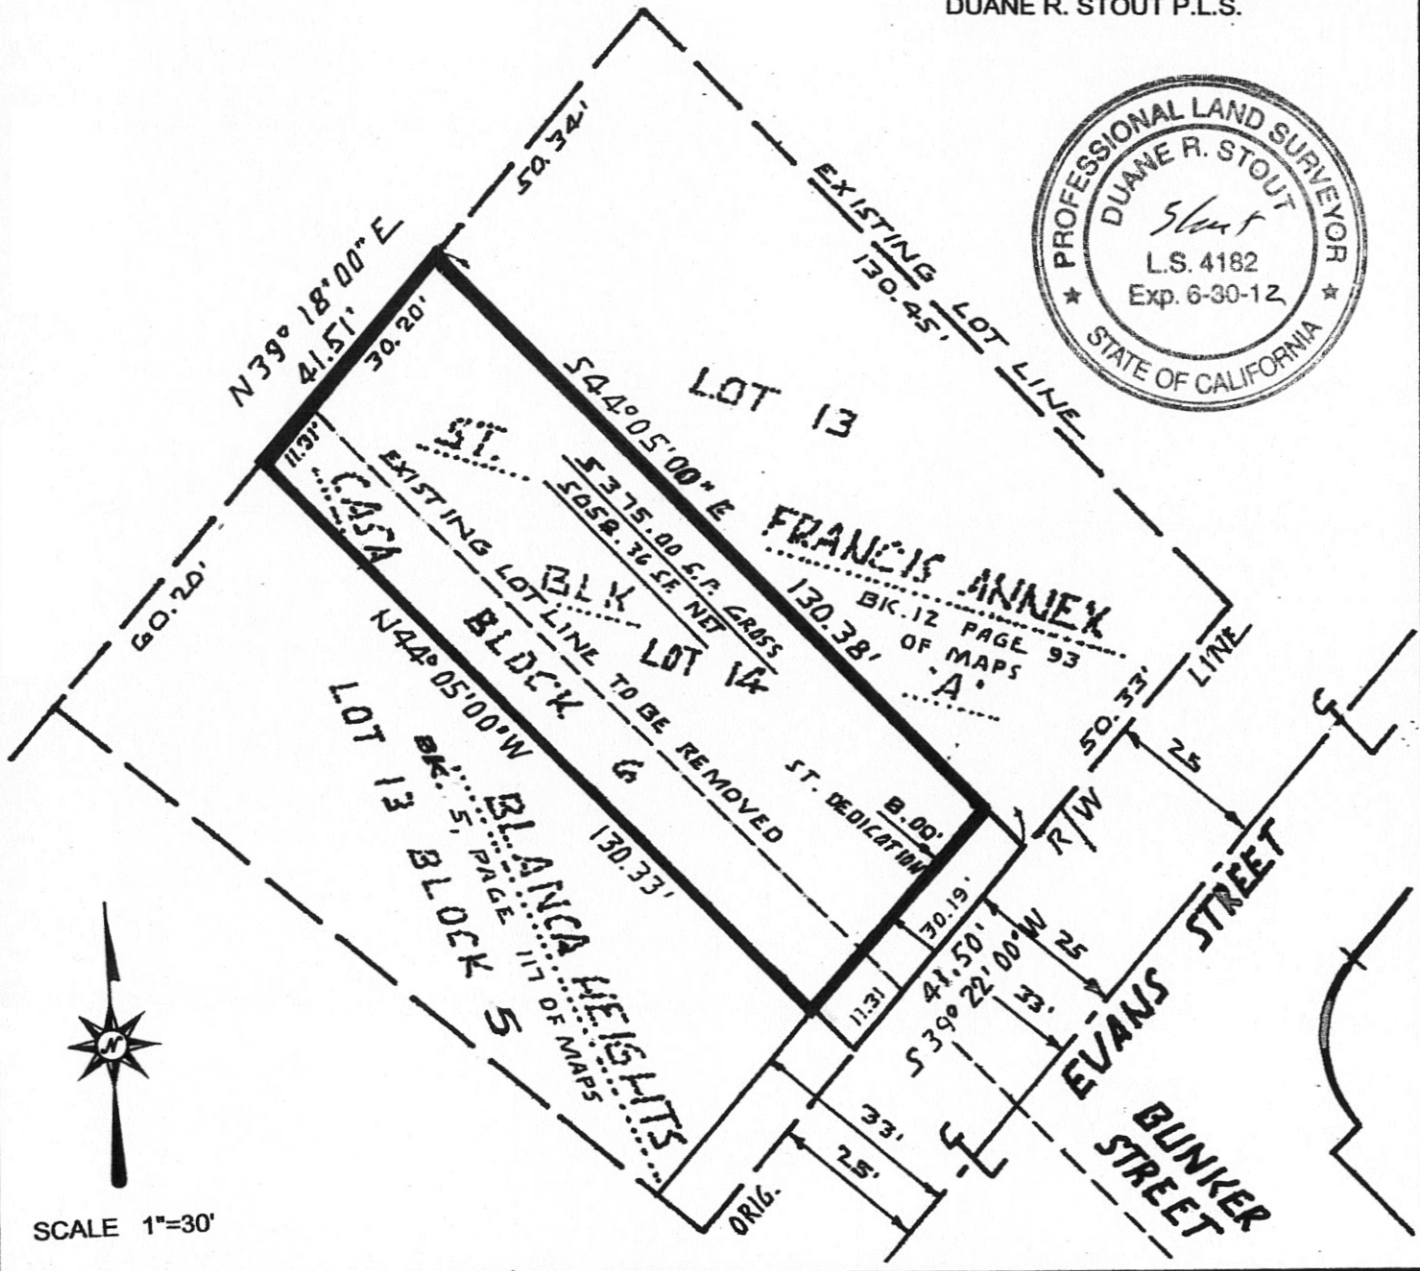 DUANE R. STOUT P.L.S.
PROFESSIONAL LAND SURVEYOR
DUANE R. STOUT
Stout
L.S. 4182
Exp. 6-30-12
STATE OF CALIFORNIA
50.34'
EXISTING LOT LINE
130.45'
N 39° 18' 00" E
41.51'
30.20'
11.31'
LOT 13
S44°05'00"E
130.38'
ST.
FRANCIS ANNEX
BK. 12 PAGE 93
OF MAPS
BLK
"A"
5375.00 S.F. GROSS
5058.36 S.F. NET
LOT 14
EXISTING LOT LINE TO BE REMOVED
CASA
BLOCK G
60.20'
N44°05'00"W
130.33'
LOT 13 BLOCK 5
BK. 5, PAGE 117 OF MAPS
BLANCA HEIGHTS
8.00'
ST. DEDICATION
50.33'
LINE
R/W
25
30.19'
11.31
41.50'
S 39° 22' 00" W
25
33'
EVANS STREET
BUNKER
STREET
33'
25'
ORIG.
N
SCALE 1"=30'